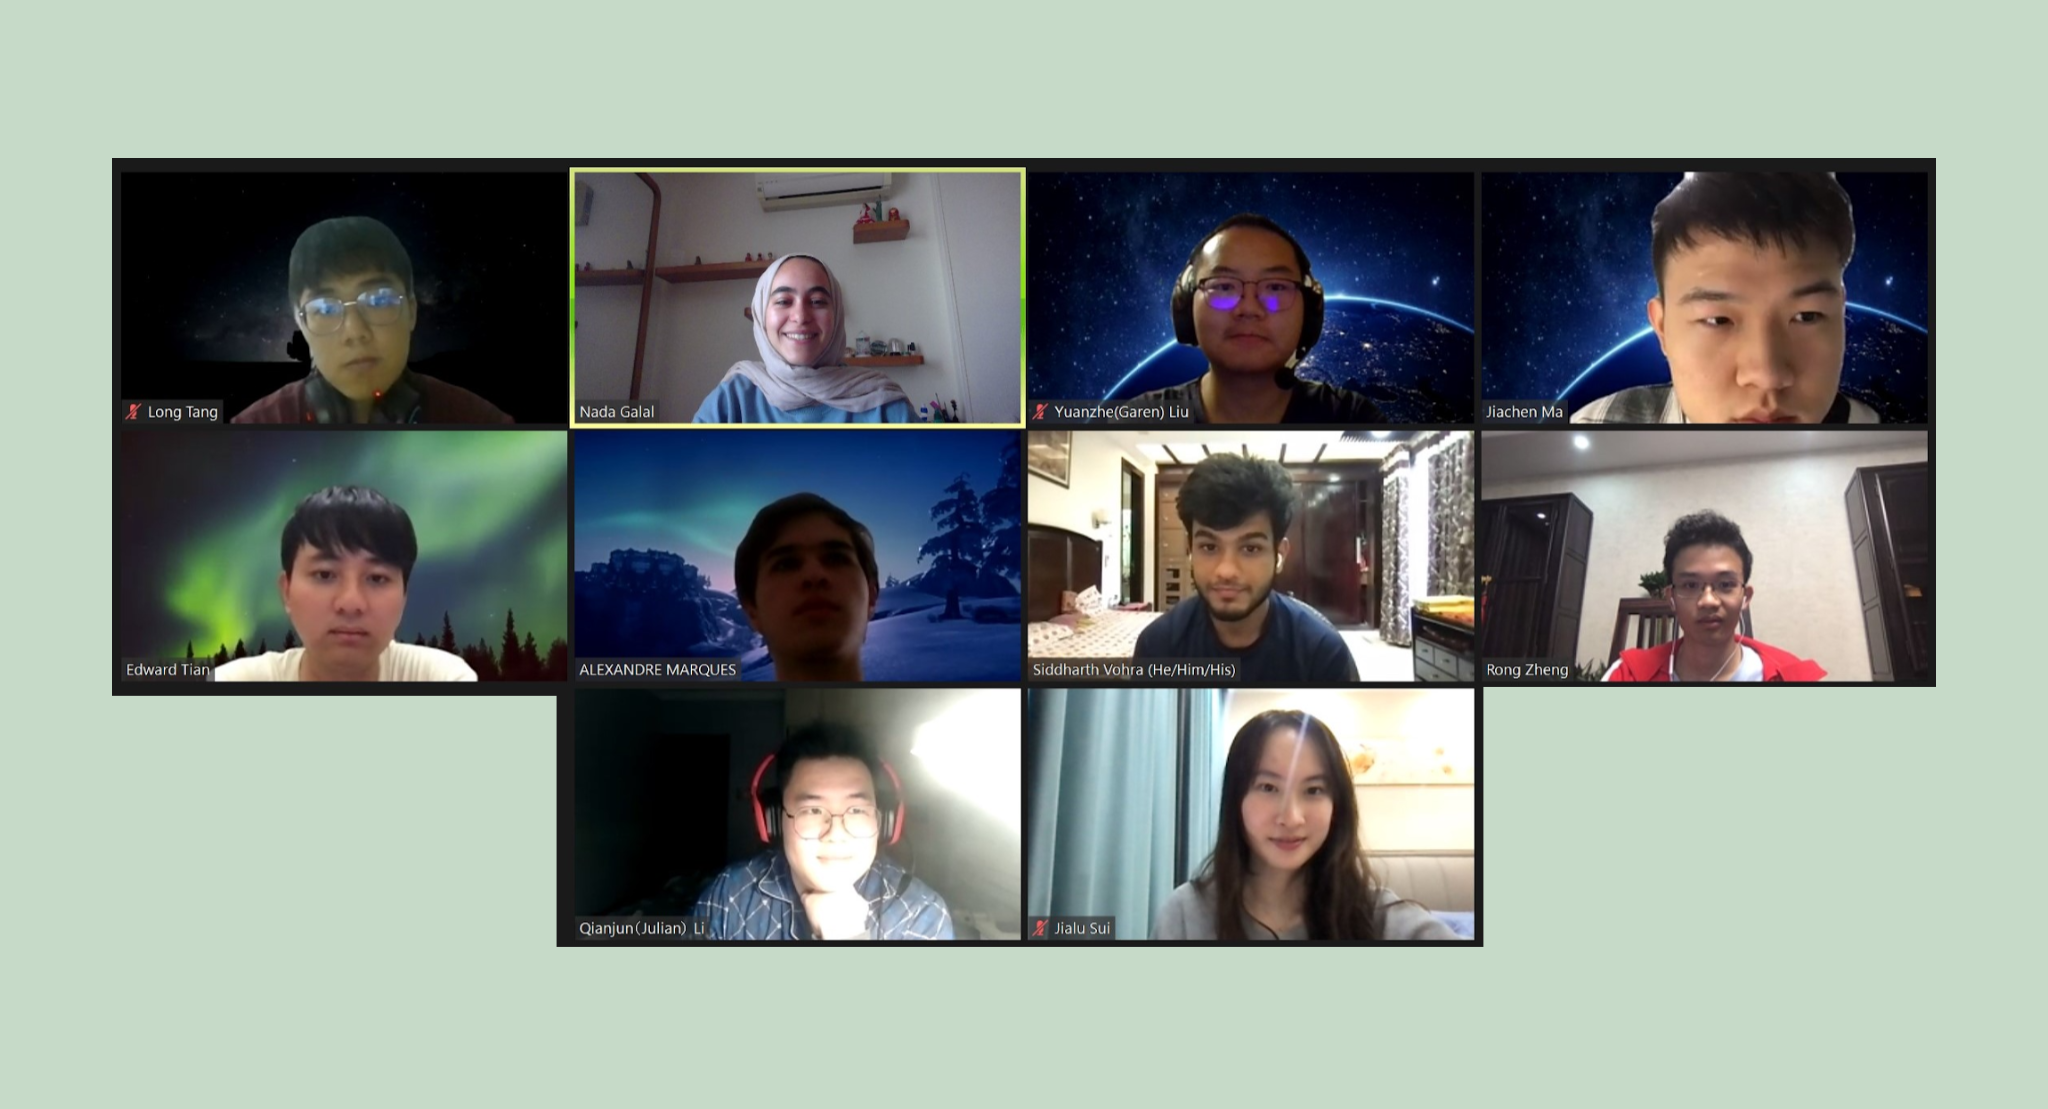 Long Tang
Nada Galal
Yuanzhe(Garen) Liu
Jiachen Ma
Edward Tian
ALEXANDRE MARQUES
Siddharth Vohra (He/Him/His)
Rong Zheng
Qianjun（Julian）Li
Jialu Sui